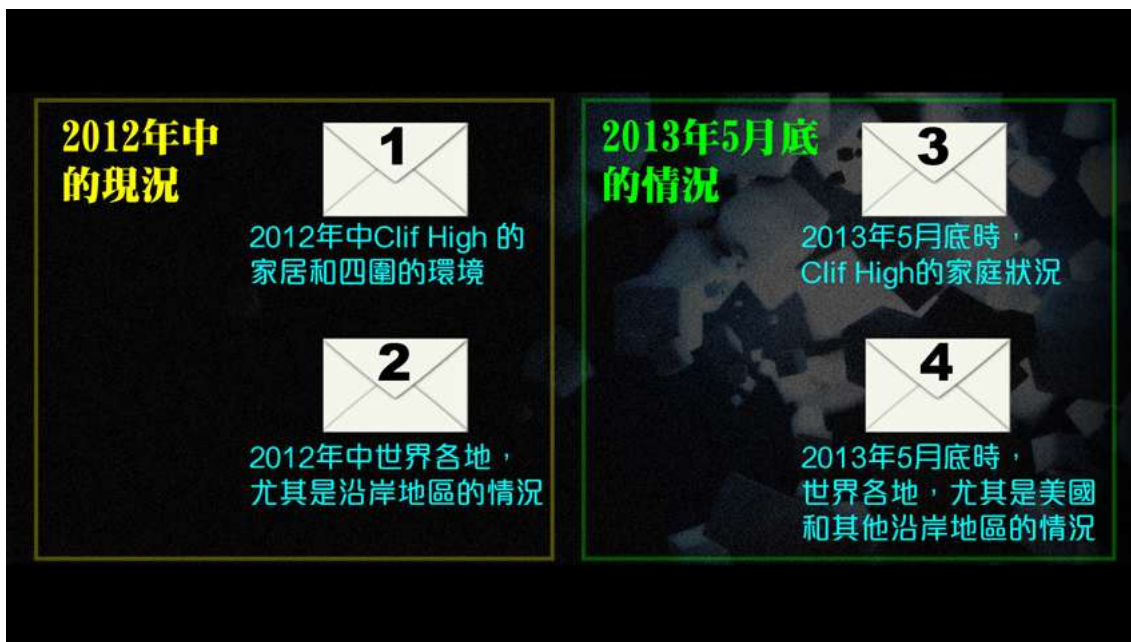 2012年中
的現況
1
2012年中Clif High 的
家居和四圍的環境
2
2012年中世界各地，
尤其是沿岸地區的情況
2013年5月底
的情況
3
2013年5月底時，
Clif High的家庭狀況
4
2013年5月底時，
世界各地，尤其是美國
和其他沿岸地區的情況